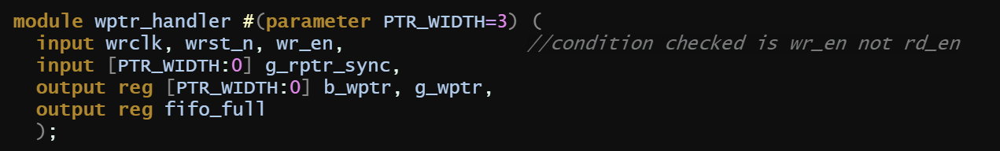 module wptr_handler #(parameter PTR_WIDTH=3) (
input wrclk, wrst_n, wr_en, //condition checked is wr_en not rd_en
input [PTR_WIDTH:0] g_rptr_sync,
output reg [PTR_WIDTH:0] b_wptr, g_wptr,
output reg fifo_full
);